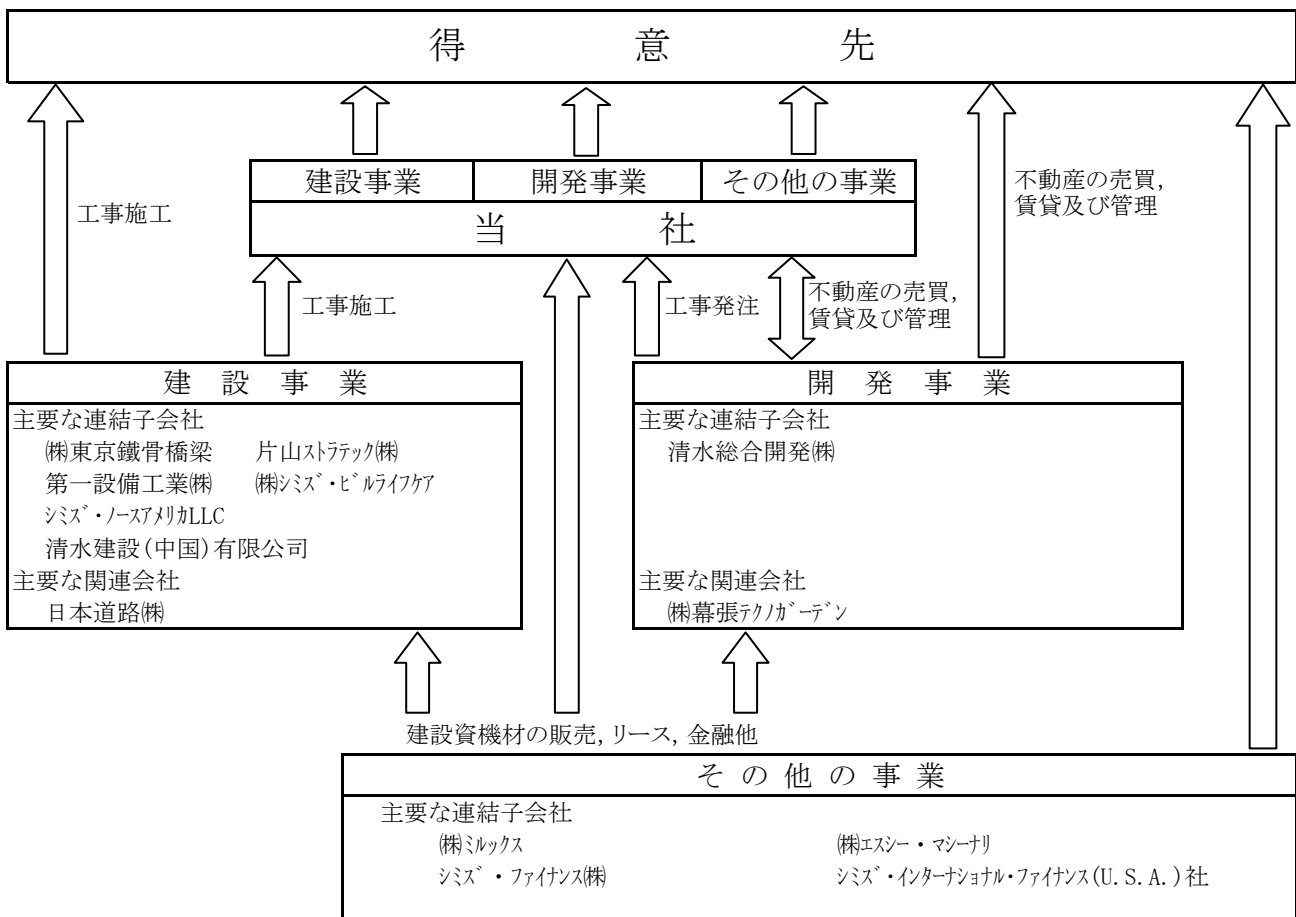 得意先
建設事業 開発事業 その他の事業
当社
工事施工
不動産の売買,
賃貸及び管理
工事施工
工事発注
不動産の売買,
賃貸及び管理
建設事業
主要な連結子会社
㈱東京鐵骨橋梁 片山ストラテック㈱
第一設備工業㈱ ㈱シミズ・ビルライフケア
シミズ・ノースアメリカLLC
清水建設(中国)有限公司
主要な関連会社
日本道路㈱
開発事業
主要な連結子会社
清水総合開発㈱
主要な関連会社
㈱幕張テクノガーデン
建設資機材の販売, リース, 金融他
その他の事業
主要な連結子会社
㈱ミルックス ㈱エスシー・マシーナリ
シミズ・ファイナンス㈱ シミズ・インターナショナル・ファイナンス(U.S.A.)社